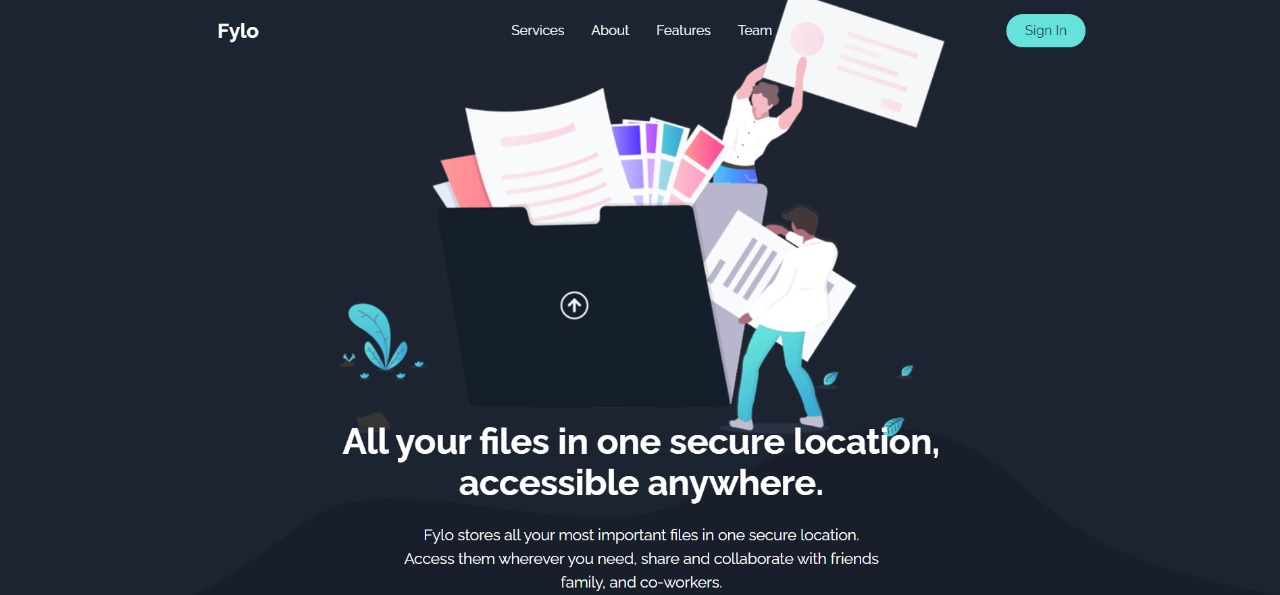 Fylo
Services
About
Features
Team
Sign In
All your files in one secure location,
accessible anywhere.
Fylo stores all your most important files in one secure location.
Access them wherever you need, share and collaborate with friends
family, and co-workers.